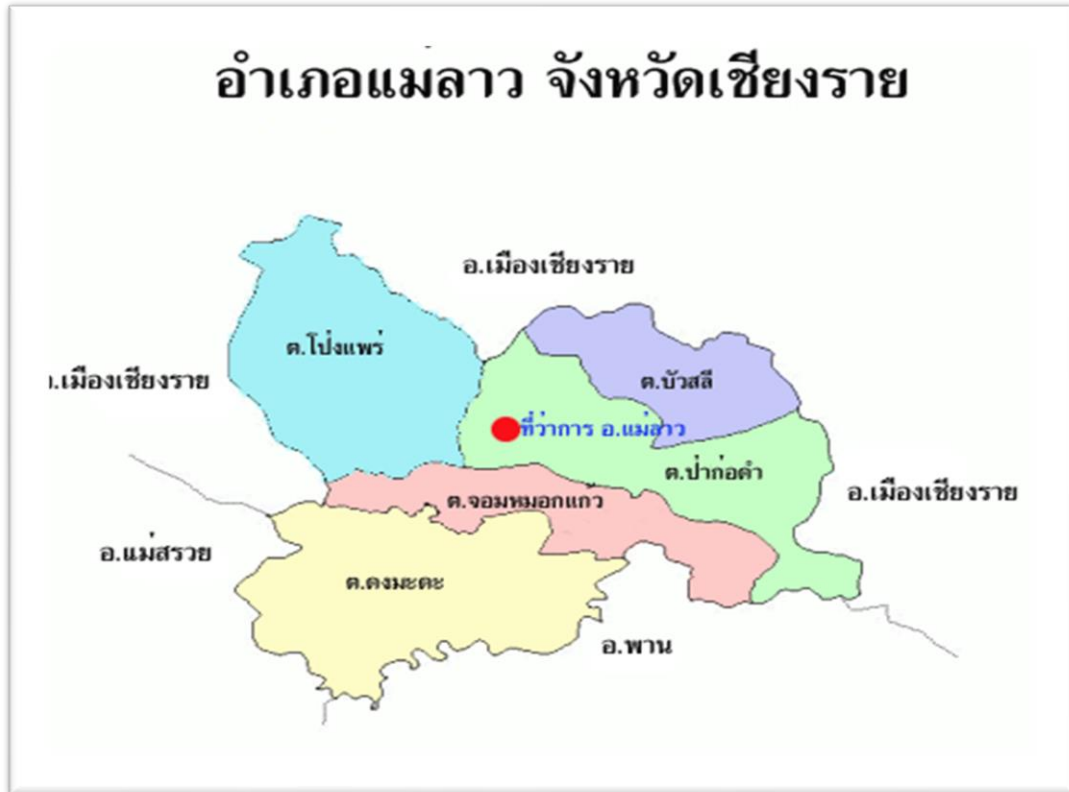 อำเภอแม่ลาว จังหวัดเชียงราย
อ.เมืองเชียงราย
ต.โป่งแพร่
.เมืองเชียงราย
ต.บัวสลี
ที่ว่าการ อ.แม่ลาว
ต.ป่าก่อดำ
อ.เมืองเชียงราย
ต.จอมหมอกแก้ว
อ.แม่สรวย
ต.ดงมะดะ
อ.พาน